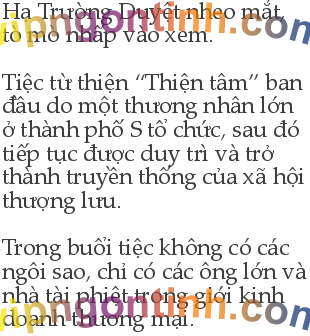 Hạ Trường Duyệt nheo mắt,
tò mò nhấp vào xem.
Tiệc từ thiện “Thiện tâm” ban
đầu do một thương nhân lớn
ở thành phố S tổ chức, sau đó
tiếp tục được duy trì và trở
thành truyền thống của xã hội
thượng lưu.
Trong buổi tiệc không có các
ngôi sao, chỉ có các ông lớn và
nhà tài phiệt trong giới kinh
doanh thương mại.
vipngontinh.com
vipngontinh.com